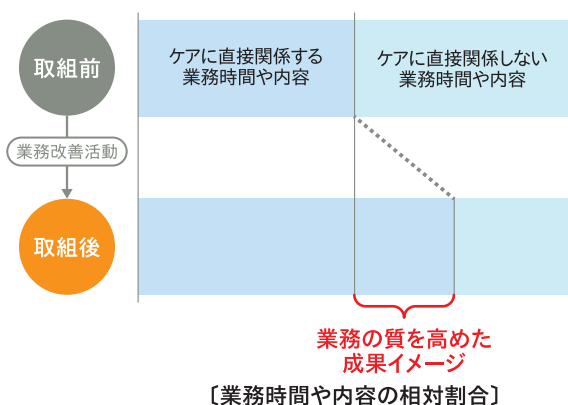 取組前
ケアに直接関係する
業務時間や内容
ケアに直接関係しない
業務時間や内容
業務改善活動
取組後
業務の質を高めた
成果イメージ
〔業務時間や内容の相対割合〕